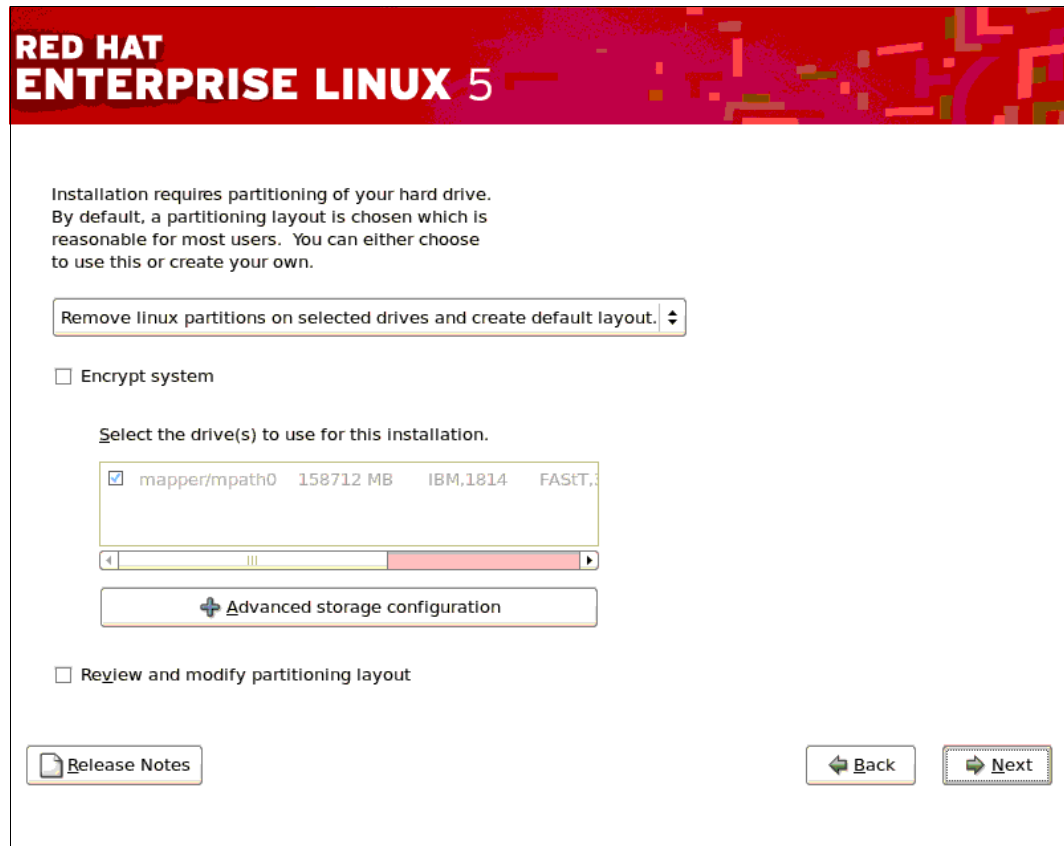 RED HAT
ENTERPRISE LINUX 5
Installation requires partitioning of your hard drive.
By default, a partitioning layout is chosen which is
reasonable for most users.  You can either choose
to use this or create your own.
Remove linux partitions on selected drives and create default layout.
Encrypt system
Select the drive(s) to use for this installation.
mapper/mpath0 158712 MB IBM,1814 FAStT,
Advanced storage configuration
Review and modify partitioning layout
Release Notes Back Next